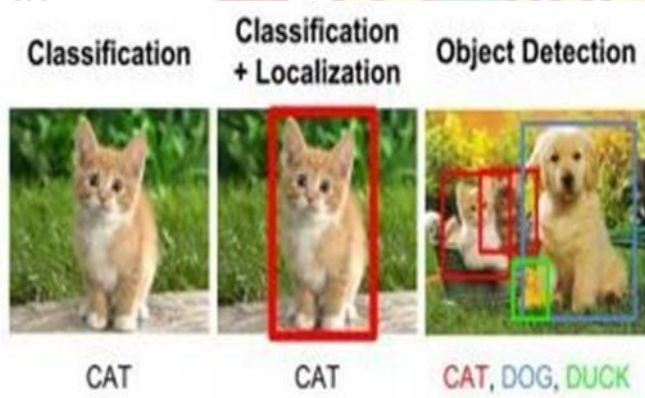 Classification
Classification
+ Localization
Object Detection
CAT
CAT
CAT, DOG, DUCK